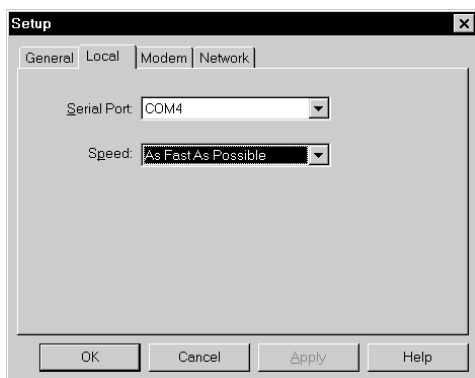 Setup
General Local Modem Network
Serial Port: COM4
Speed: As Fast As Possible
OK Cancel Apply Help